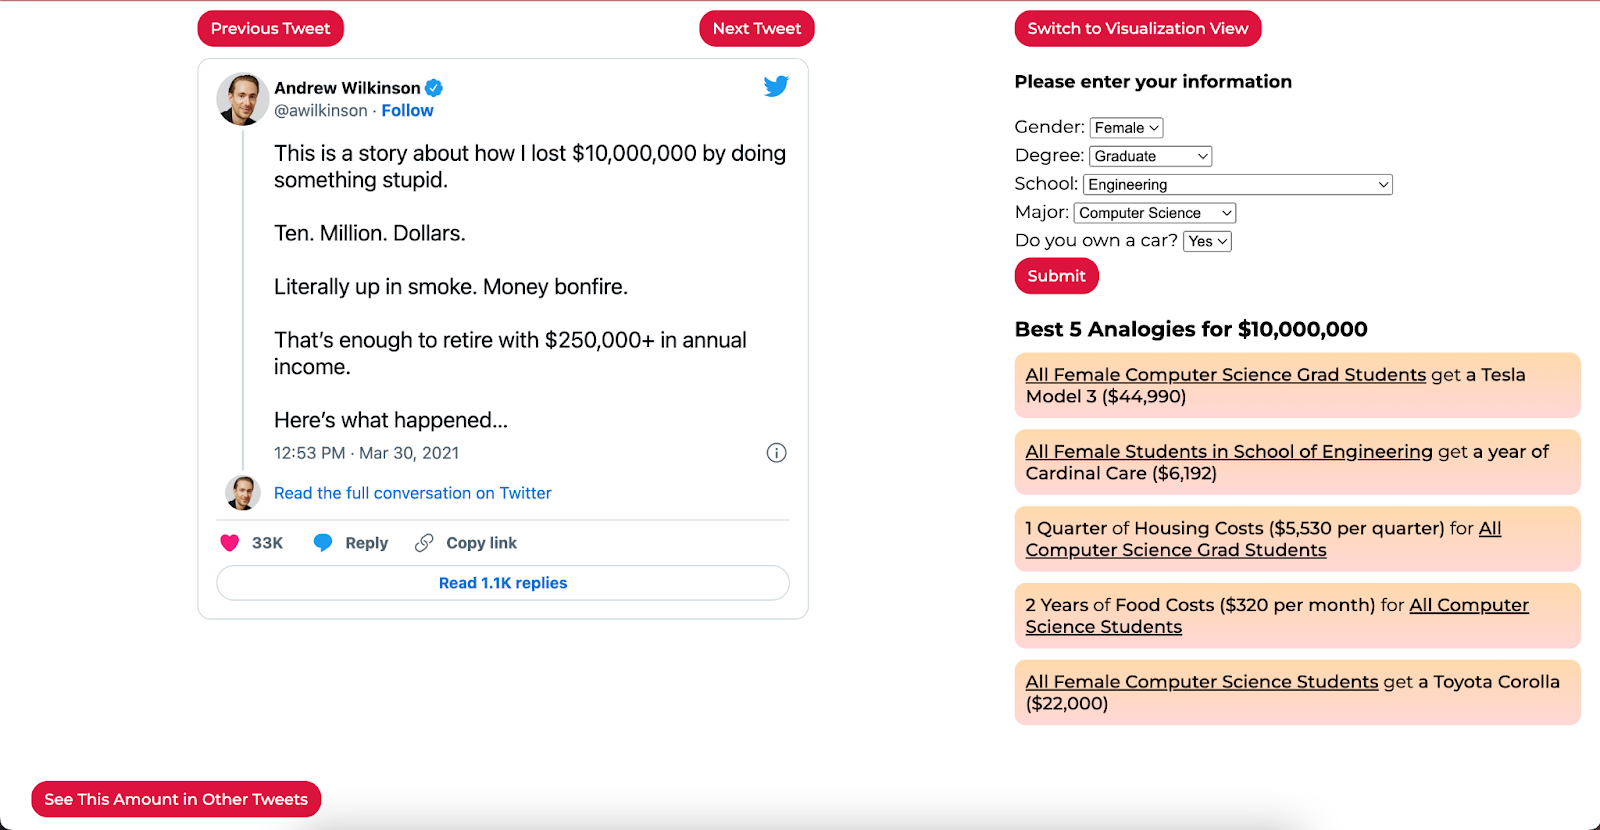 Previous Tweet
Next Tweet
Andrew Wilkinson
@awilkinson · Follow
This is a story about how I lost $10,000,000 by doing
something stupid.
Ten. Million. Dollars.
Literally up in smoke. Money bonfire.
That’s enough to retire with $250,000+ in annual
income.
Here’s what happened...
12:53 PM · Mar 30, 2021
Read the full conversation on Twitter
33K
Reply
Copy link
Read 1.1K replies
See This Amount in Other Tweets
Switch to Visualization View
Please enter your information
Gender: Female
Degree: Graduate
School: Engineering
Major: Computer Science
Do you own a car? Yes
Submit
Best 5 Analogies for $10,000,000
All Female Computer Science Grad Students get a Tesla
Model 3 ($44,990)
All Female Students in School of Engineering get a year of
Cardinal Care ($6,192)
1 Quarter of Housing Costs ($5,530 per quarter) for All
Computer Science Grad Students
2 Years of Food Costs ($320 per month) for All Computer
Science Students
All Female Computer Science Students get a Toyota Corolla
($22,000)